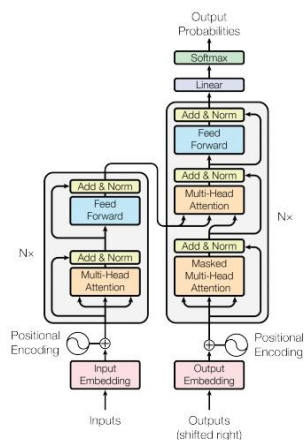 Output
Probabilities
Softmax
Linear
Add & Norm
Feed
Forward
Add & Norm
Multi-Head
Attention
Add & Norm
Masked
Multi-Head
Attention
N×
Positional
Encoding
Output
Embedding
Outputs
(shifted right)
Add & Norm
Feed
Forward
Add & Norm
Multi-Head
Attention
N×
Positional
Encoding
Input
Embedding
Inputs